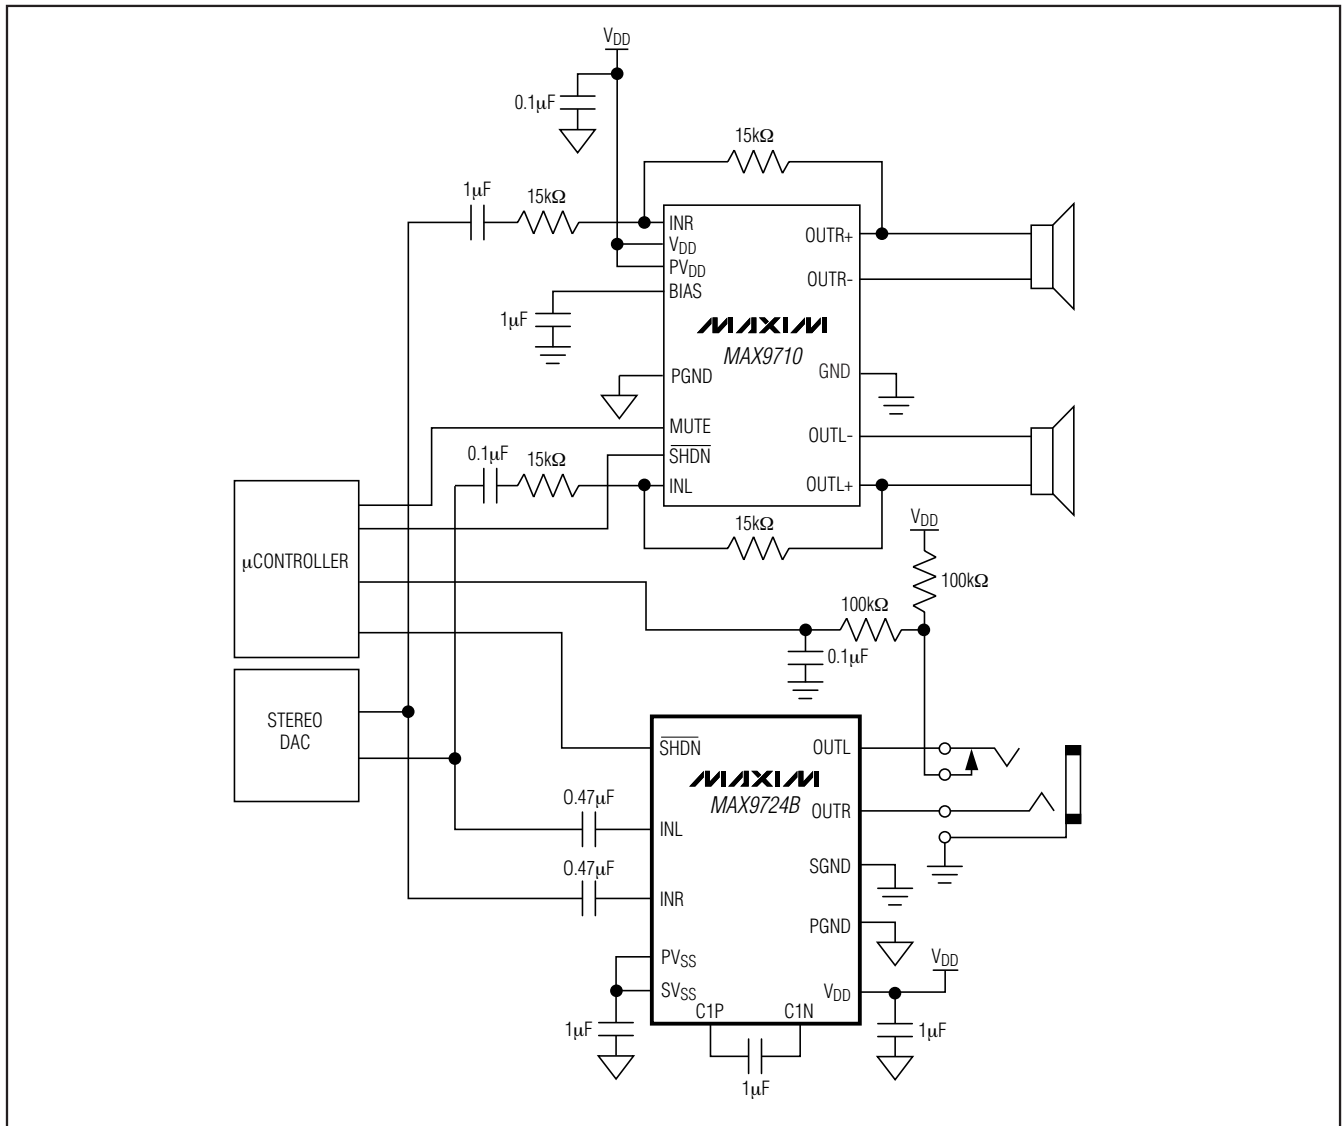 VDD
0.1µF
15kΩ
1µF
15kΩ
INR
VDD
PVDD
BIAS
OUTR+
OUTR-
1µF
MAXIM
MAX9710
PGND
GND
MUTE
SHDN
INL
OUTL-
OUTL+
0.1µF
15kΩ
15kΩ
VDD
100kΩ
100kΩ
0.1µF
µCONTROLLER
STEREO
DAC
SHDN
OUTL
MAXIM
MAX9724B
OUTR
0.47µF
INL
0.47µF
INR
SGND
PGND
PVSS
SVSS
VDD
VDD
C1P
C1N
1µF
1µF
1µF